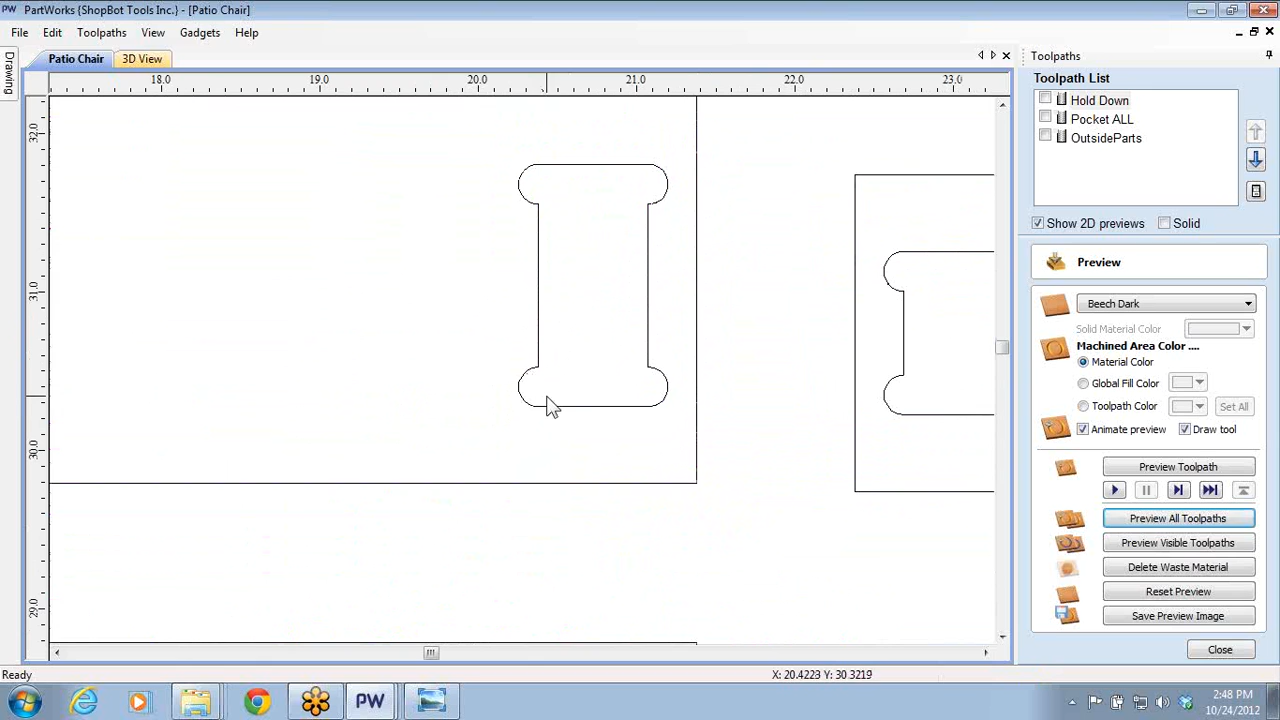 PW PartWorks {ShopBot Tools Inc.} - [Patio Chair]
File Edit Toolpaths View Gadgets Help
Drawing
Patio Chair 3D View
18.0 19.0 20.0 21.0 22.0 23.0
32.0
31.0
30.0
29.0
Toolpaths
Toolpath List
Hold Down
Pocket ALL
OutsideParts
Show 2D previews Solid
Preview
Beech Dark
Solid Material Color
Machined Area Color ....
Material Color
Global Fill Color
Toolpath Color Set All
Animate preview Draw tool
Preview Toolpath
Preview All Toolpaths
Preview Visible Toolpaths
Delete Waste Material
Reset Preview
Save Preview Image
Close
Ready X: 20.4223 Y: 30.3219
PW
2:48 PM
10/24/2012